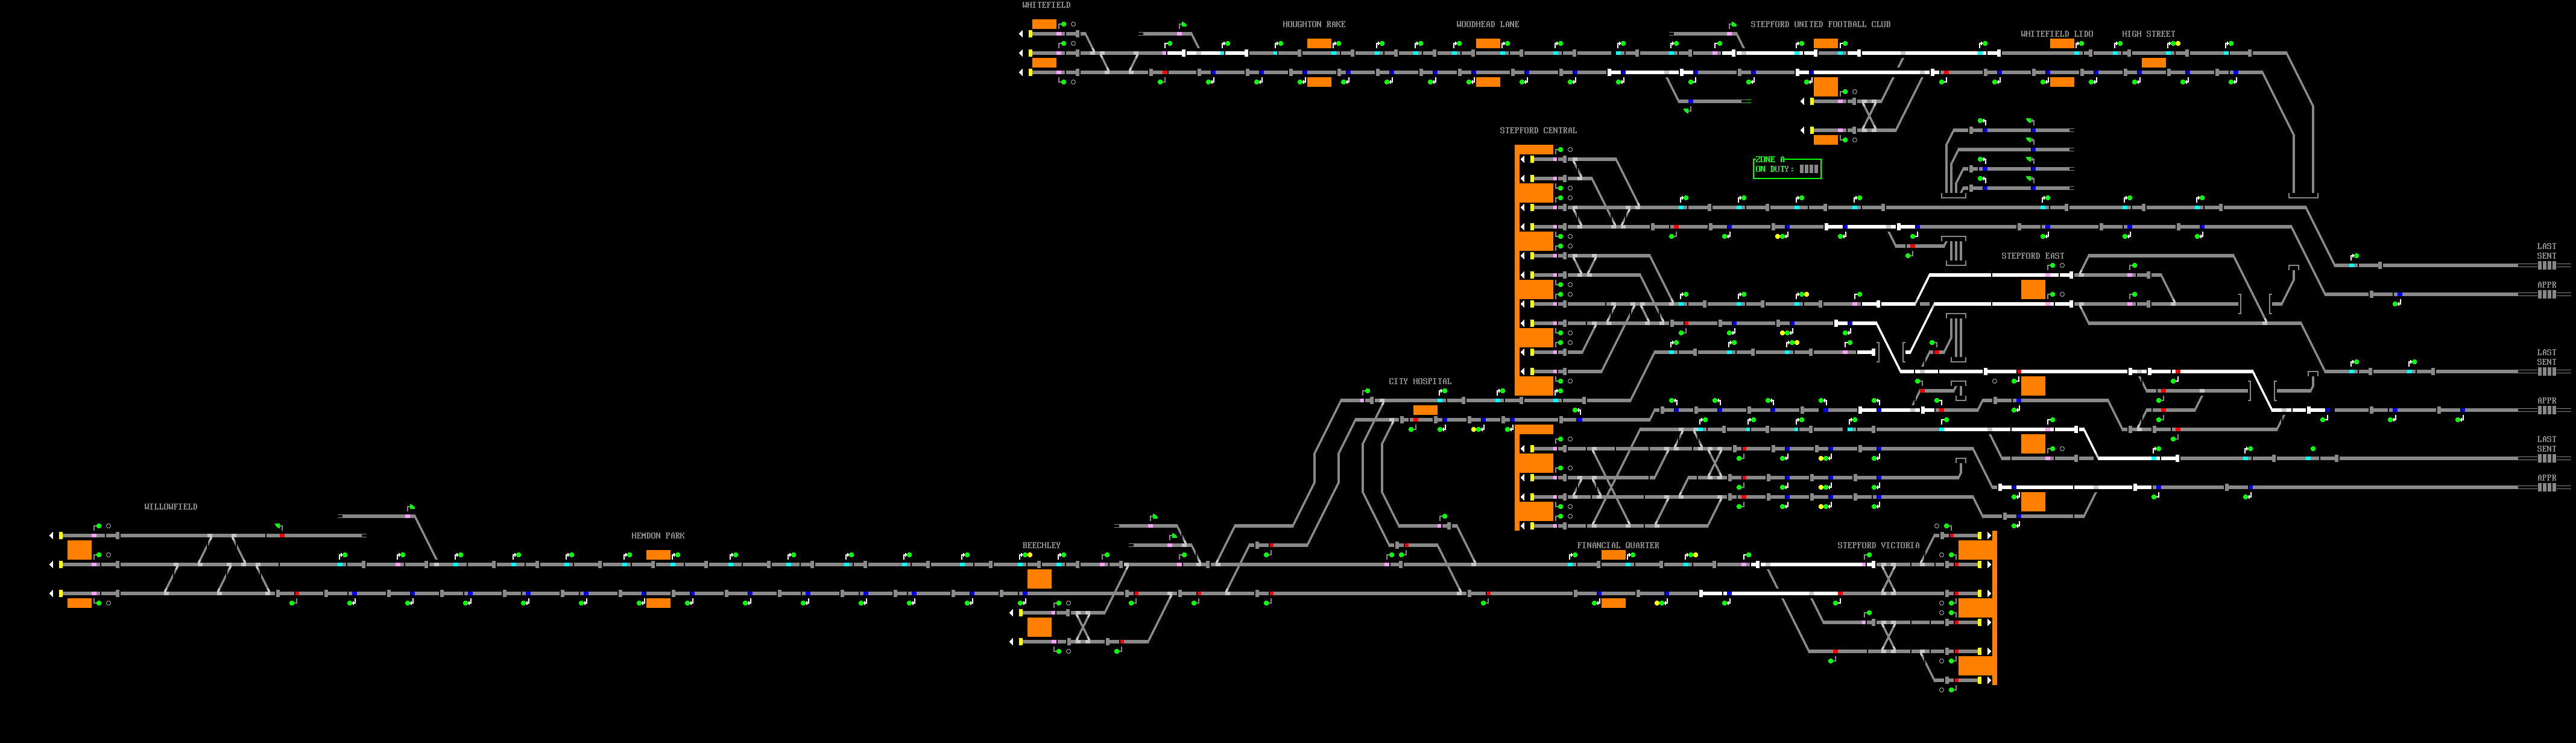 WHITEFIELD
HOUGHTON RAKE
WOODHEAD LANE
STEPFORD UNITED FOOTBALL CLUB
WHITEFIELD LIDO
HIGH STREET
STEPFORD CENTRAL
ZONE A
ON DUTY:
STEPFORD EAST
LAST
SENT
APPR
LAST
SENT
CITY HOSPITAL
APPR
LAST
SENT
APPR
WILLOWFIELD
HEMDON PARK
BEECHLEY
FINANCIAL QUARTER
STEPFORD VICTORIA